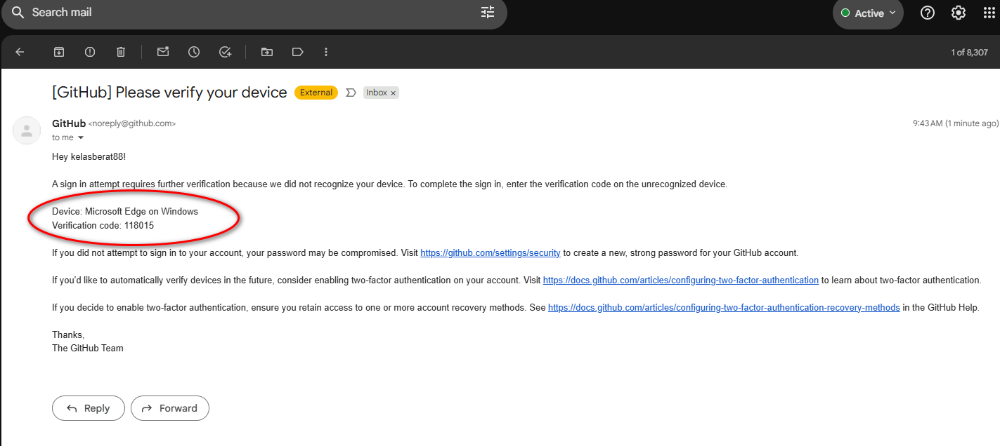 Search mail
Active
1 of 8,307
[GitHub] Please verify your device External Inbox ×
GitHub <noreply@github.com>
9:43 AM (1 minute ago)
to me
Hey kelasberat88!
A sign in attempt requires further verification because we did not recognize your device. To complete the sign in, enter the verification code on the unrecognized device.
Device: Microsoft Edge on Windows
Verification code: 118015
If you did not attempt to sign in to your account, your password may be compromised. Visit https://github.com/settings/security to create a new, strong password for your GitHub account.
If you'd like to automatically verify devices in the future, consider enabling two-factor authentication on your account. Visit https://docs.github.com/articles/configuring-two-factor-authentication to learn about two-factor authentication.
If you decide to enable two-factor authentication, ensure you retain access to one or more account recovery methods. See https://docs.github.com/articles/configuring-two-factor-authentication-recovery-methods in the GitHub Help.
Thanks,
The GitHub Team
Reply
Forward